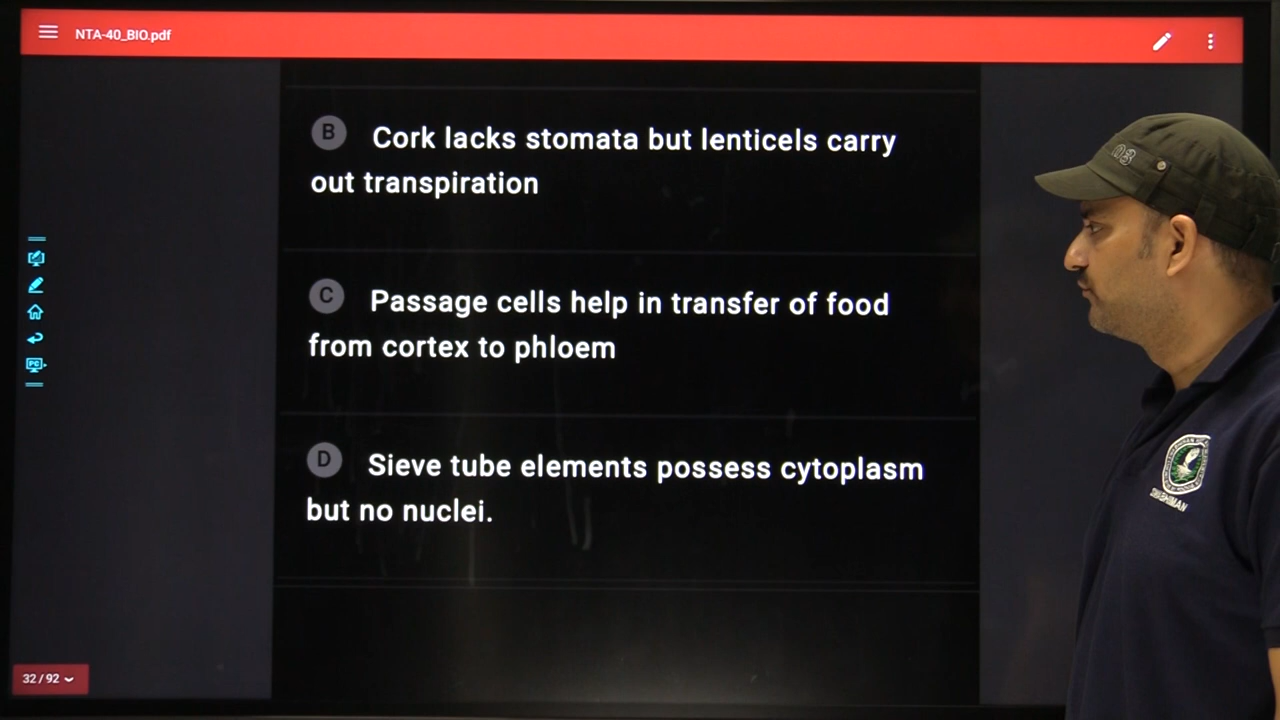 NTA-40_BIO.pdf
B Cork lacks stomata but lenticels carry
out transpiration
C Passage cells help in transfer of food
from cortex to phloem
D Sieve tube elements possess cytoplasm
but no nuclei.
PC
32 / 92